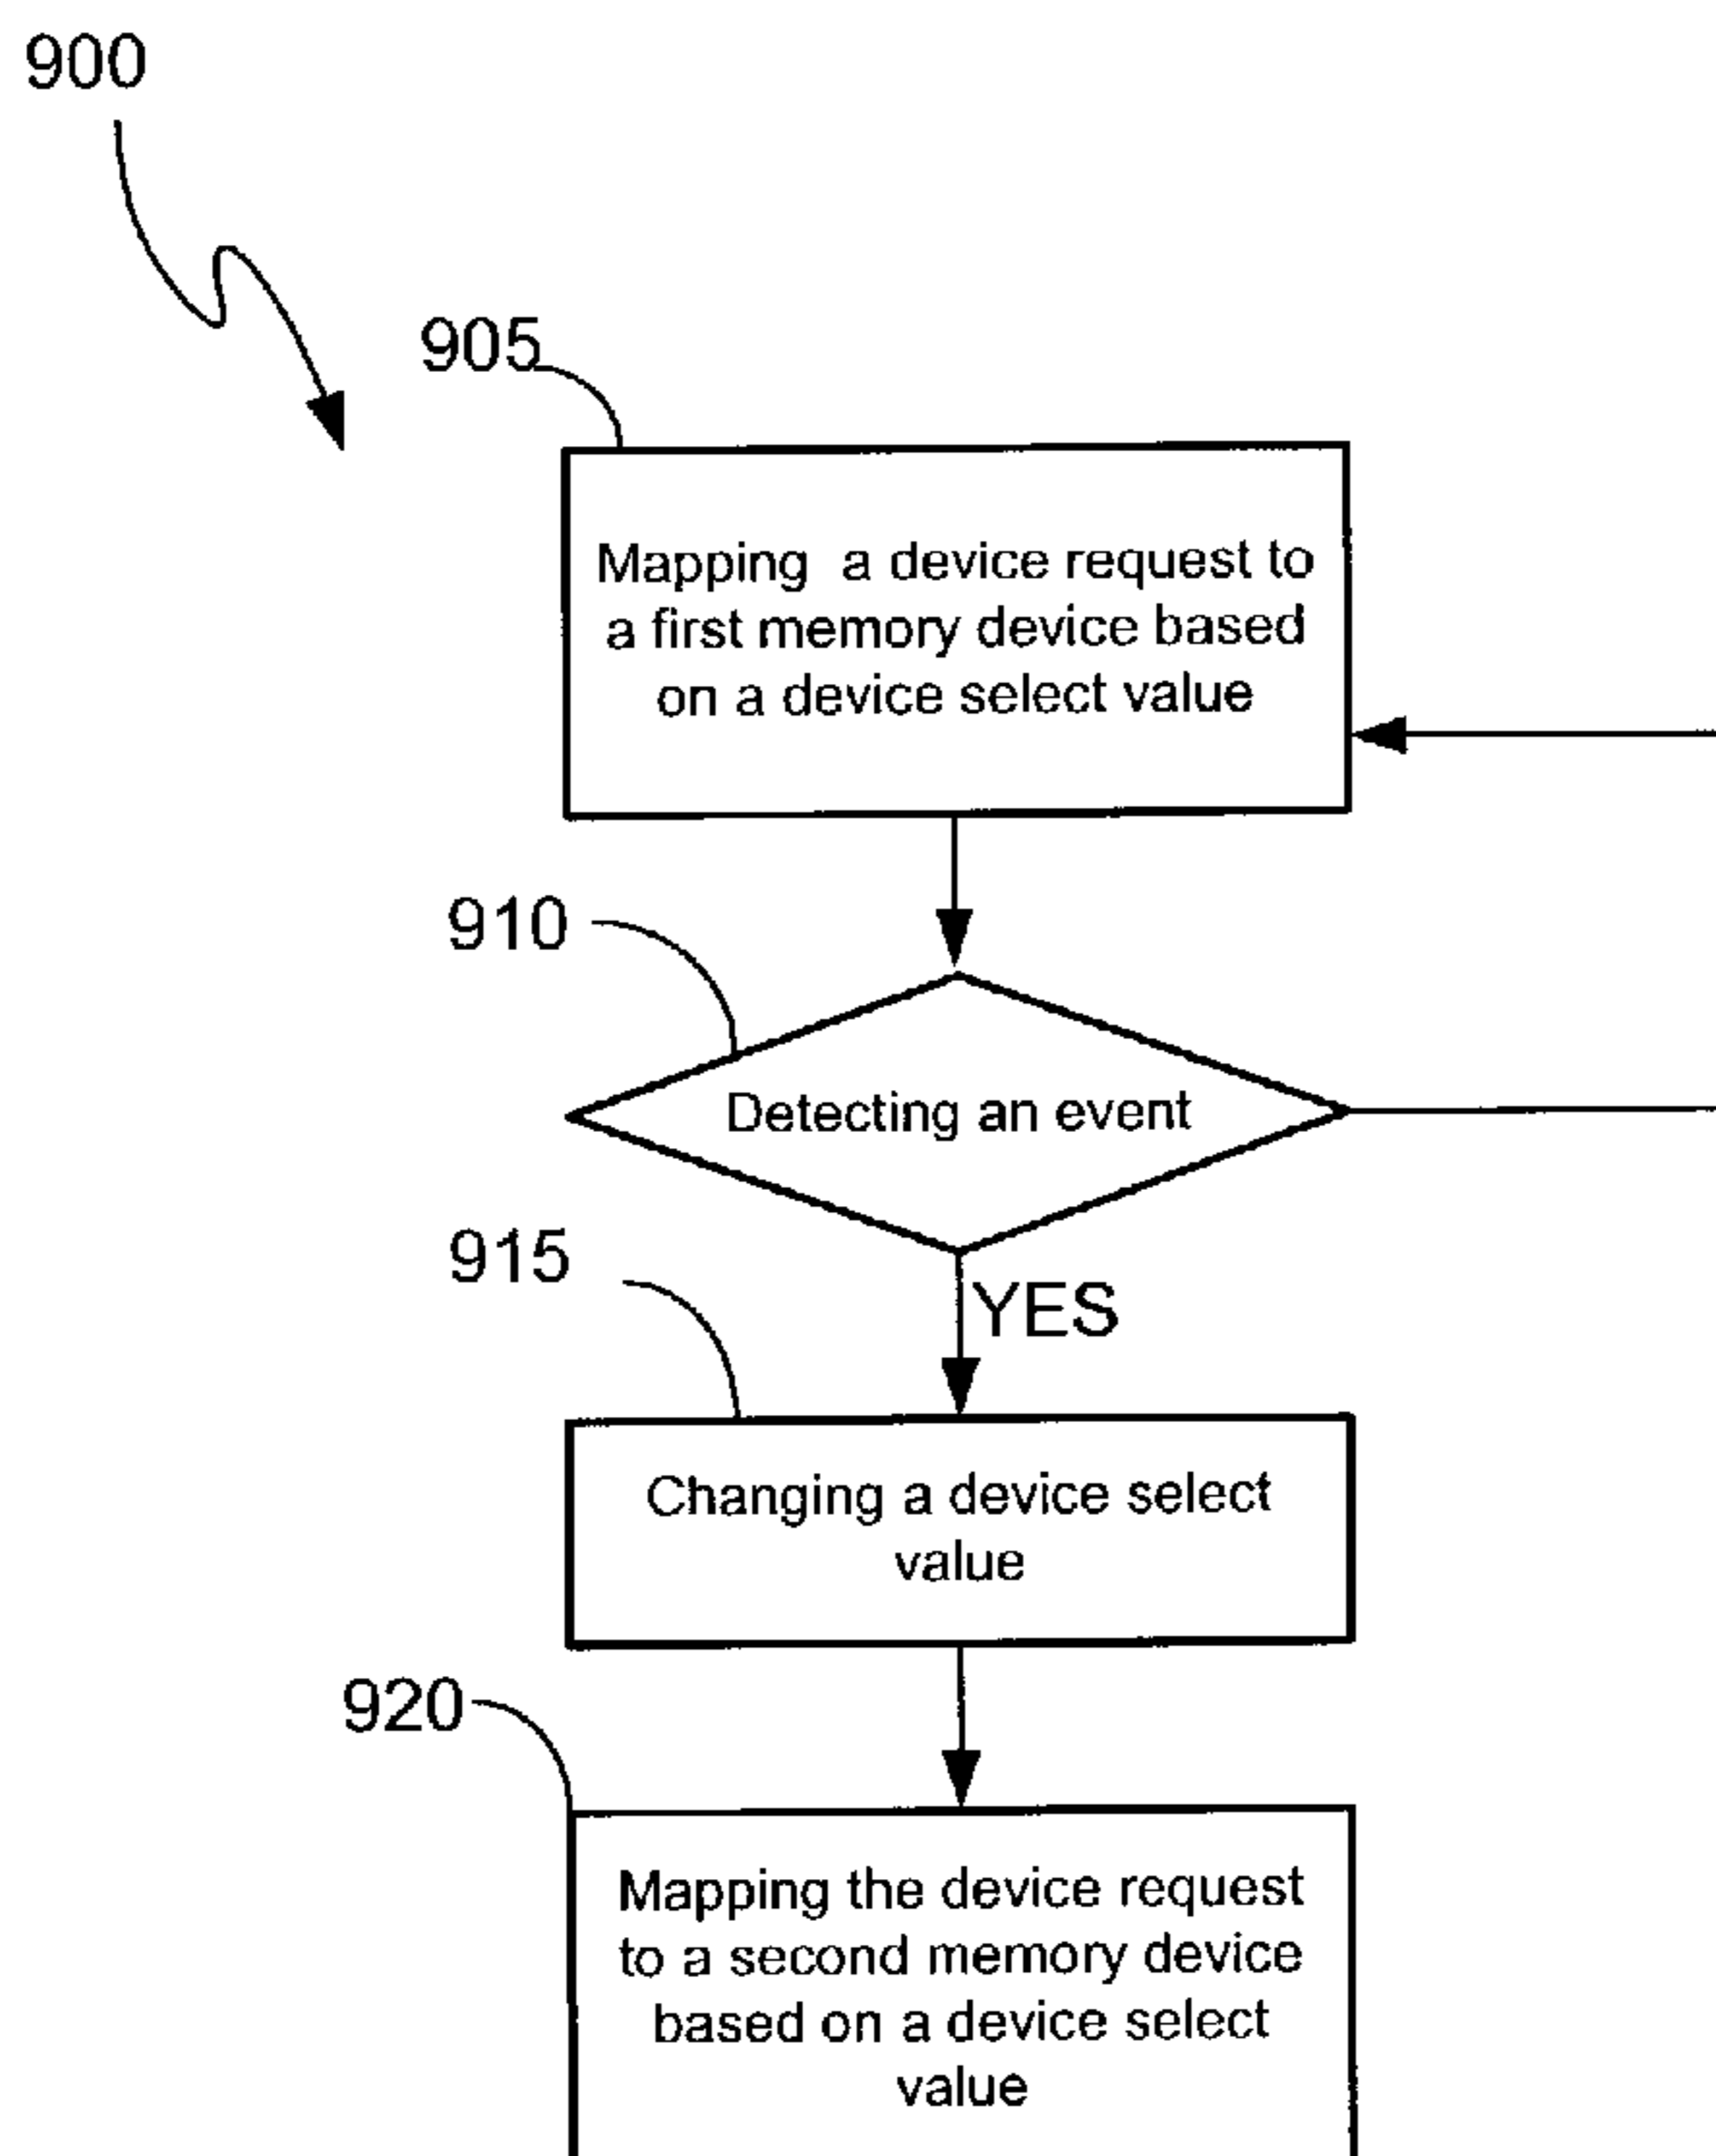 900
905
Mapping a device request to
a first memory device based
on a device select value
910
Detecting an event
915
YES
Changing a device select
value
920
Mapping the device request
to a second memory device
based on a device select
value